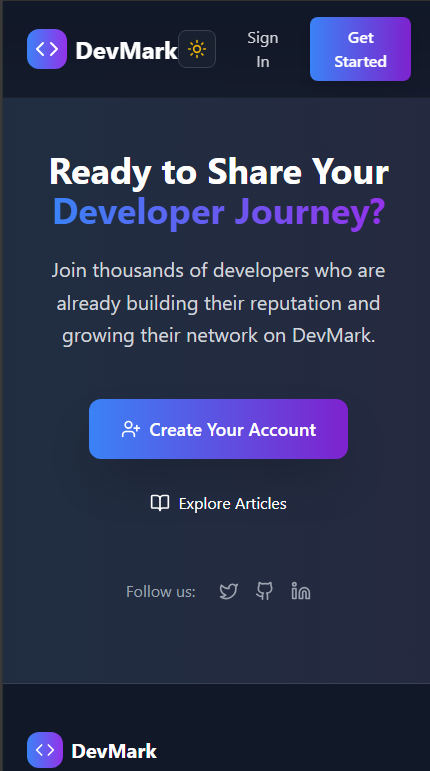 DevMark
Sign
In
Get
Started
Ready to Share Your
Developer Journey?
Join thousands of developers who are
already building their reputation and
growing their network on DevMark.
Create Your Account
Explore Articles
Follow us:
DevMark